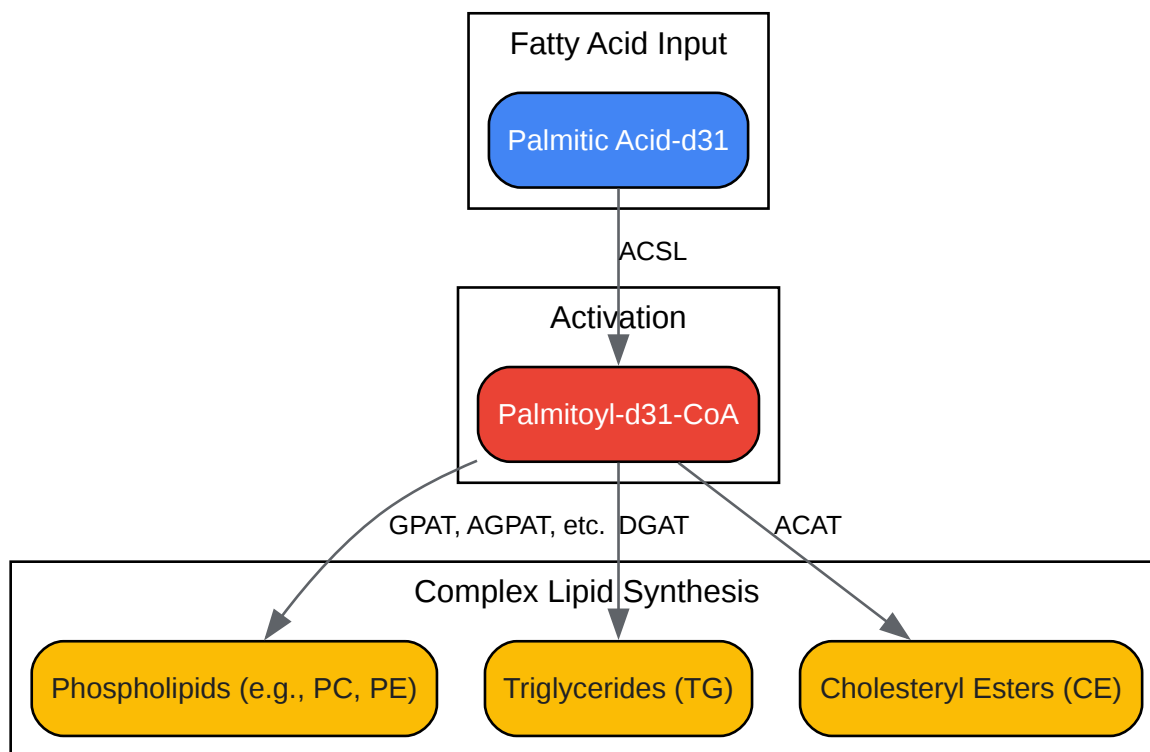 Fatty Acid Input
Palmitic Acid-d31
ACSL
Activation
Palmitoyl-d31-CoA
GPAT, AGPAT, etc.
DGAT
ACAT
Complex Lipid Synthesis
Phospholipids (e.g., PC, PE)
Triglycerides (TG)
Cholesteryl Esters (CE)